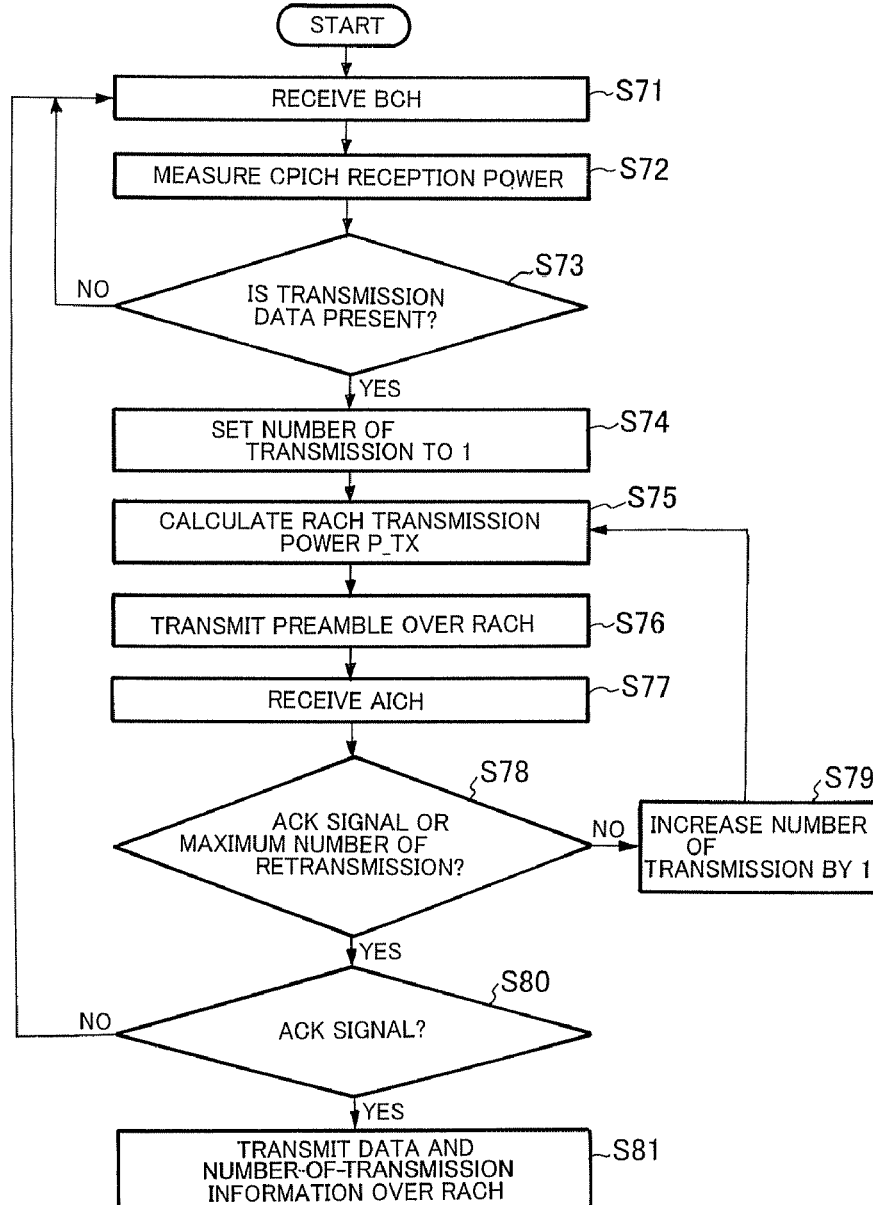 START
RECEIVE BCH
S71
MEASURE CPICH RECEPTION POWER
S72
S73
NO
IS TRANSMISSION
DATA PRESENT?
YES
SET NUMBER OF
TRANSMISSION TO 1
S74
S75
CALCULATE RACH TRANSMISSION
POWER P_TX
TRANSMIT PREAMBLE OVER RACH
S76
RECEIVE AICH
S77
S78
ACK SIGNAL OR
MAXIMUM NUMBER OF
RETRANSMISSION?
NO
S79
INCREASE NUMBER
OF
TRANSMISSION BY 1
YES
S80
NO
ACK SIGNAL?
YES
TRANSMIT DATA AND
NUMBER-OF-TRANSMISSION
INFORMATION OVER RACH
S81